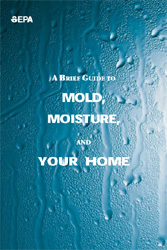 EPA
A Brief Guide to
Mold,
Moisture,
and
Your Home